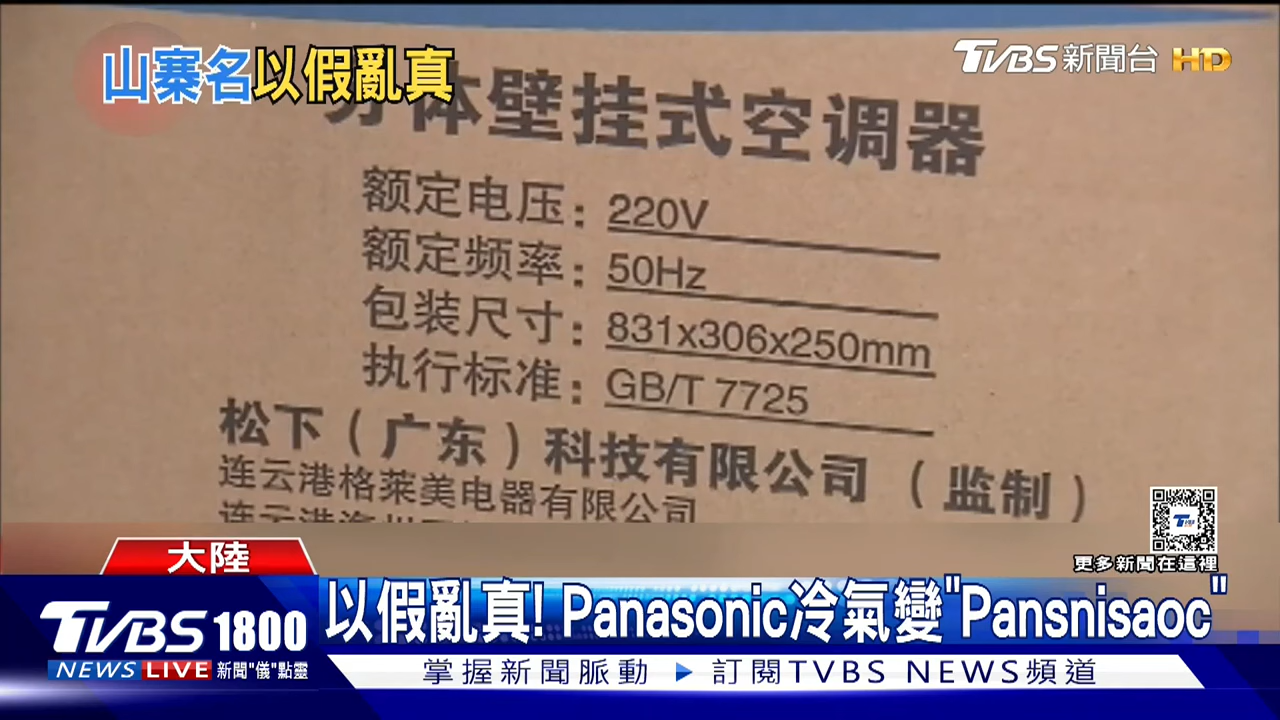 山寨名以假亂真
TVBS新聞台 HD
体壁挂式空调器
额定电压：220V
额定频率：50Hz
包装尺寸：831x306x250mm
执行标准：GB/T 7725
松下（广东）科技有限公司（监制）
连云港格莱美电器有限公司
更多新聞在這裡
大陸
以假亂真! Panasonic冷氣變"Pansnisaoc"
TVBS 1800
NEWS LIVE 新聞"儀"點靈
掌握新聞脈動 ▶ 訂閱TVBS NEWS頻道